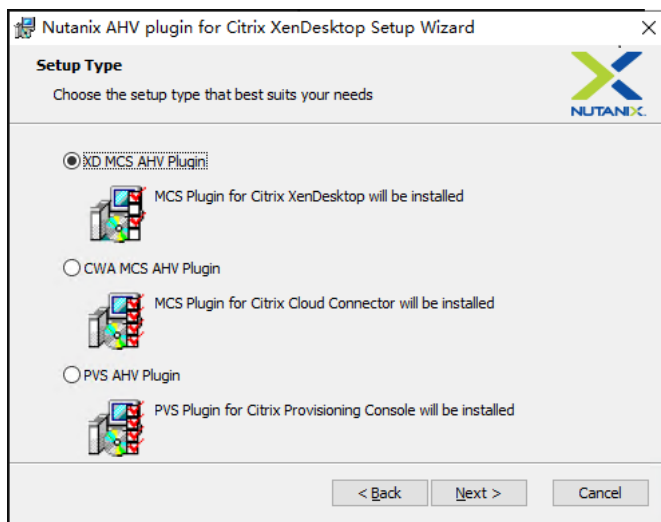 Nutanix AHV plugin for Citrix XenDesktop Setup Wizard
Setup Type
Choose the setup type that best suits your needs
NUTANIX.
XD MCS AHV Plugin
MCS Plugin for Citrix XenDesktop will be installed
CWA MCS AHV Plugin
MCS Plugin for Citrix Cloud Connector will be installed
PVS AHV Plugin
PVS Plugin for Citrix Provisioning Console will be installed
< Back Next > Cancel